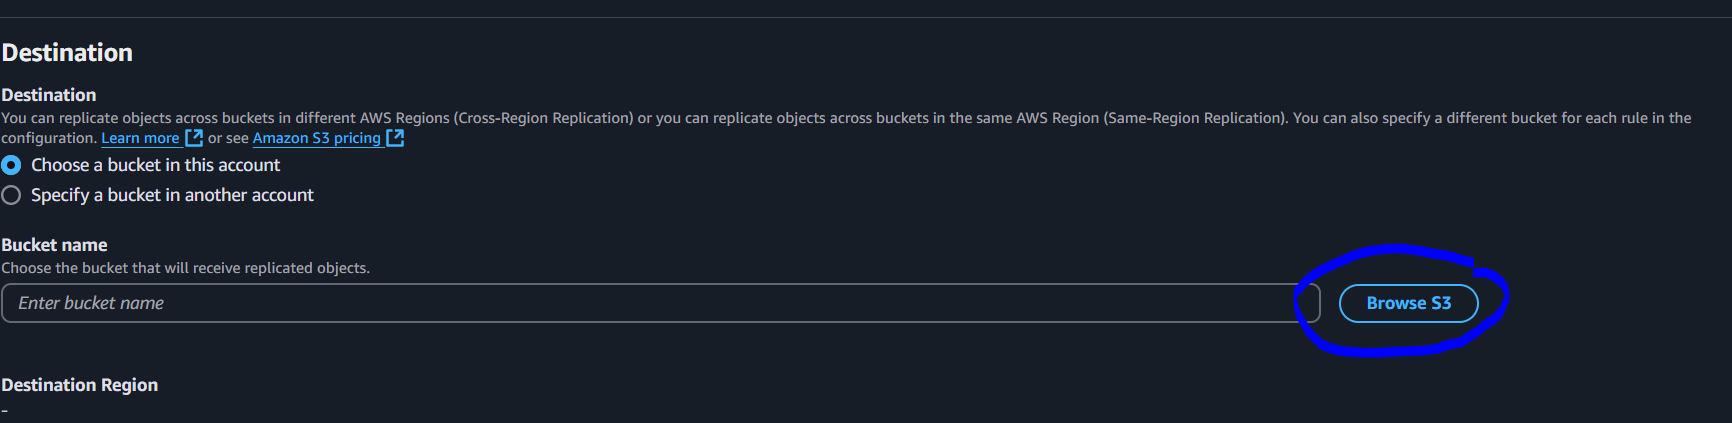 Destination
Destination
You can replicate objects across buckets in different AWS Regions (Cross-Region Replication) or you can replicate objects across buckets in the same AWS Region (Same-Region Replication). You can also specify a different bucket for each rule in the
configuration. Learn more or see Amazon S3 pricing
Choose a bucket in this account
Specify a bucket in another account
Bucket name
Choose the bucket that will receive replicated objects.
Enter bucket name
Browse S3
Destination Region
-